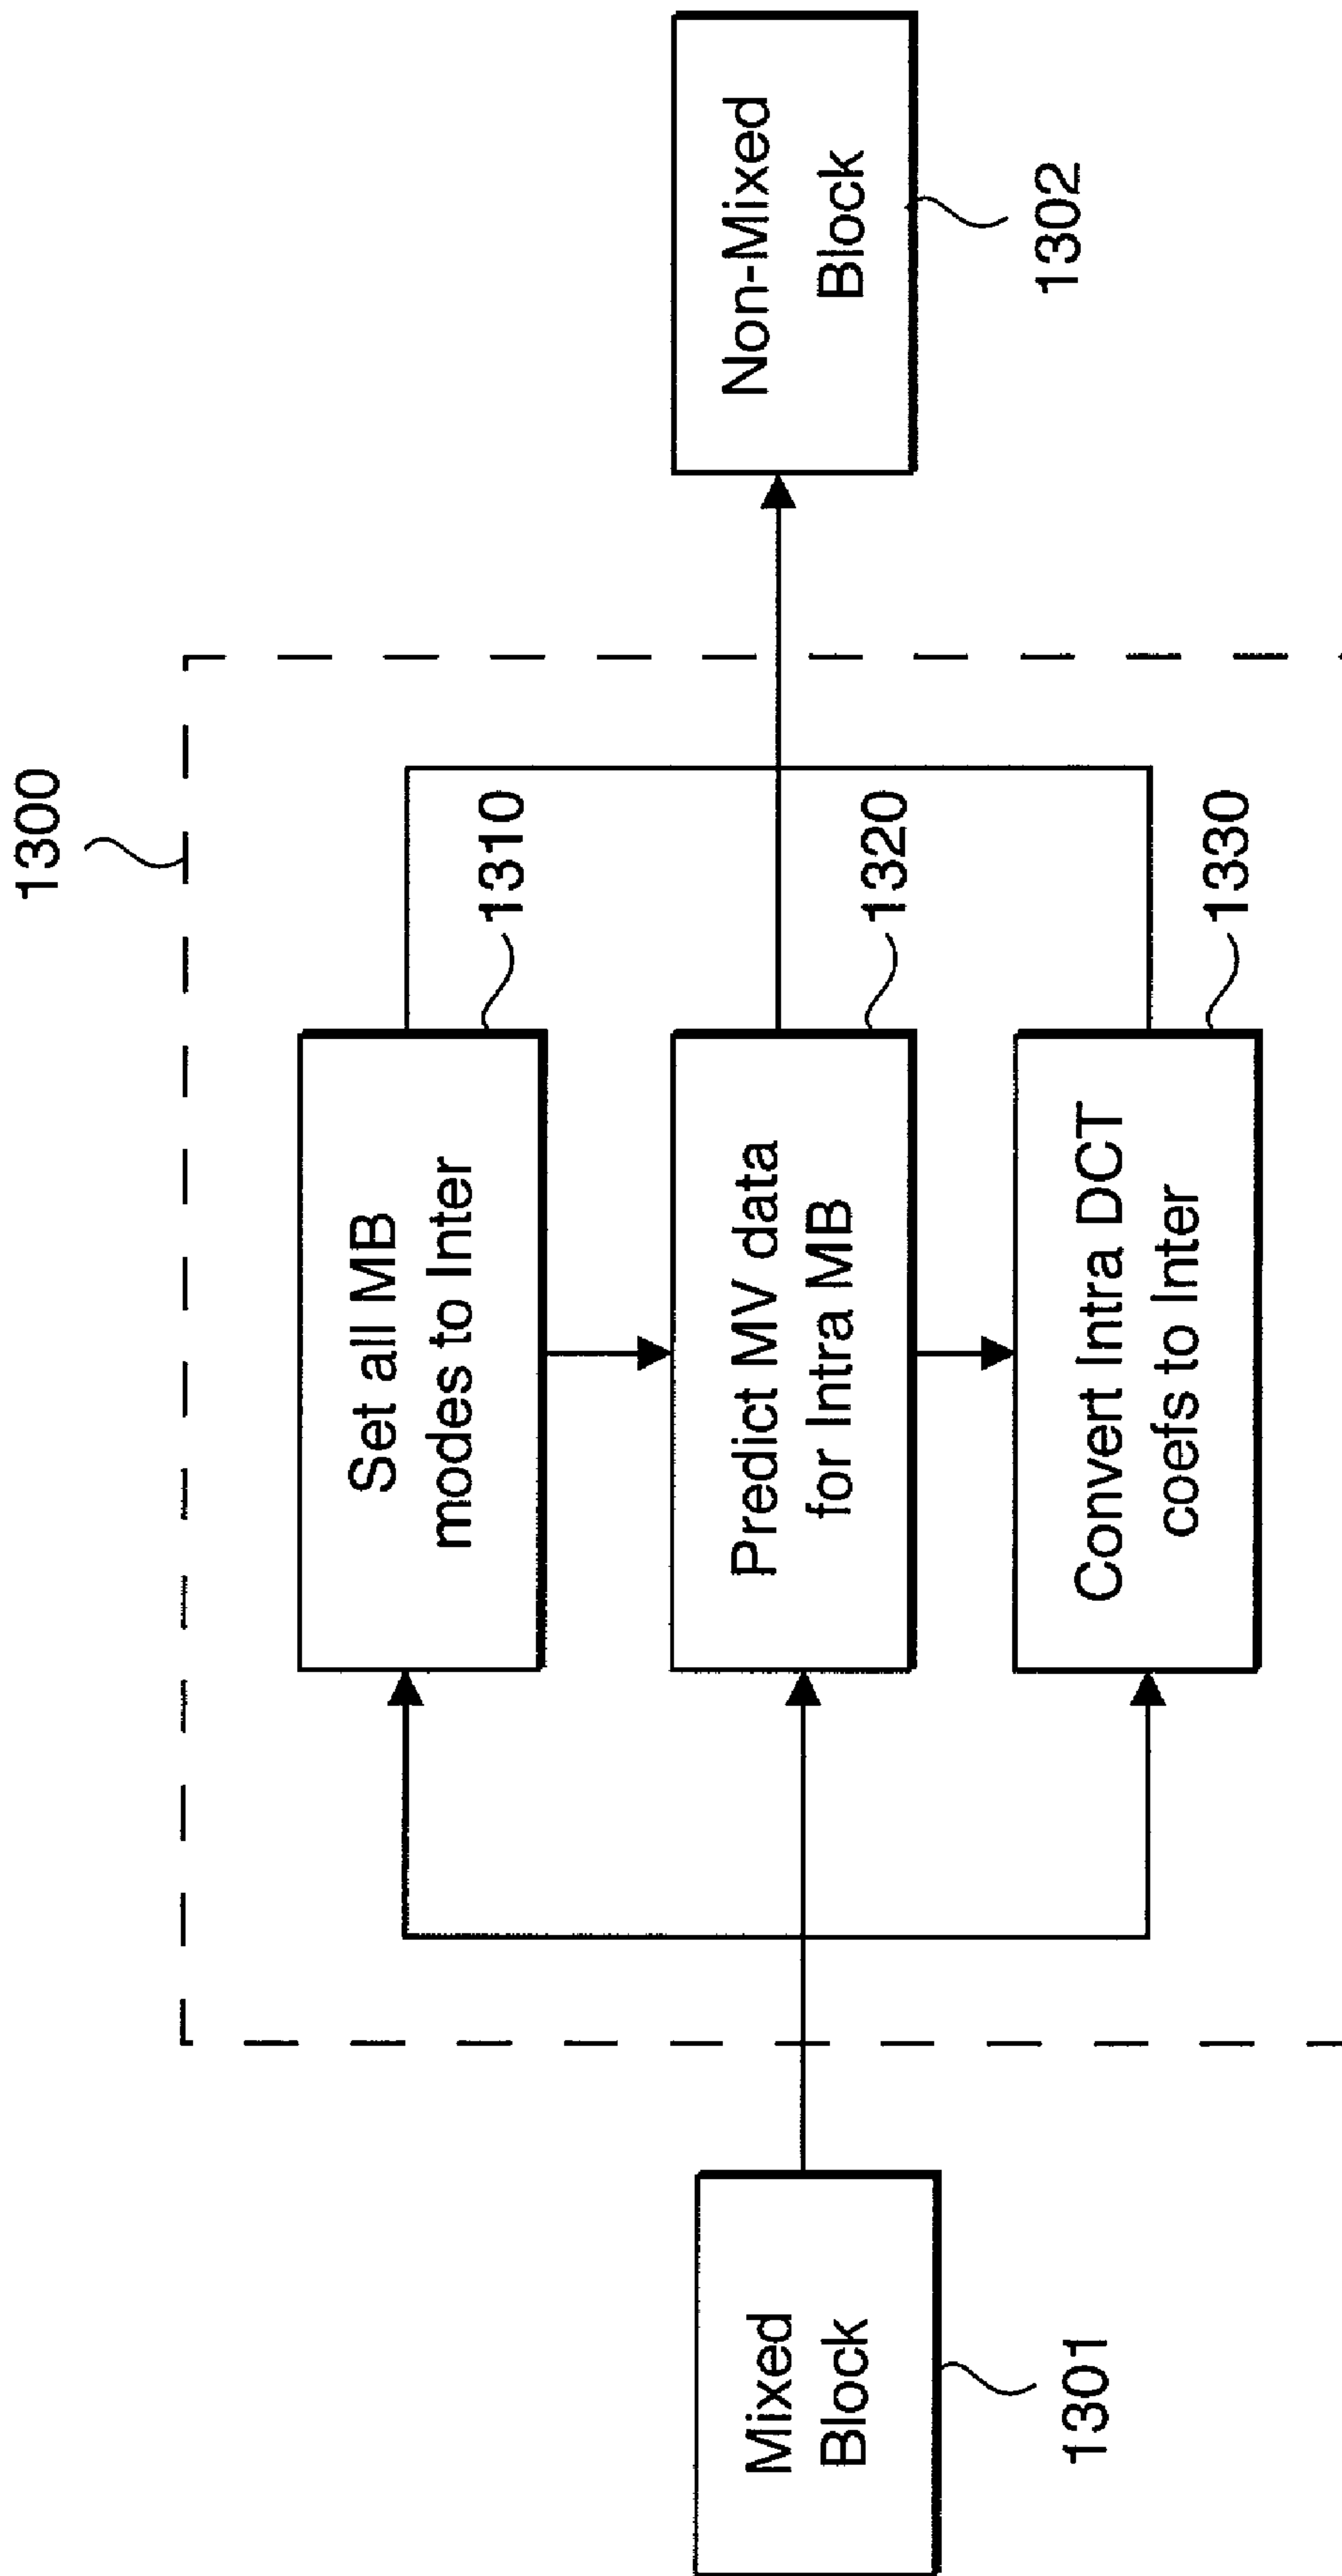 1300
Set all MB
modes to Inter
1310
Mixed
Block
1301
Predict MV data
for Intra MB
1320
Non-Mixed
Block
1302
Convert Intra DCT
coefs to Inter
1330